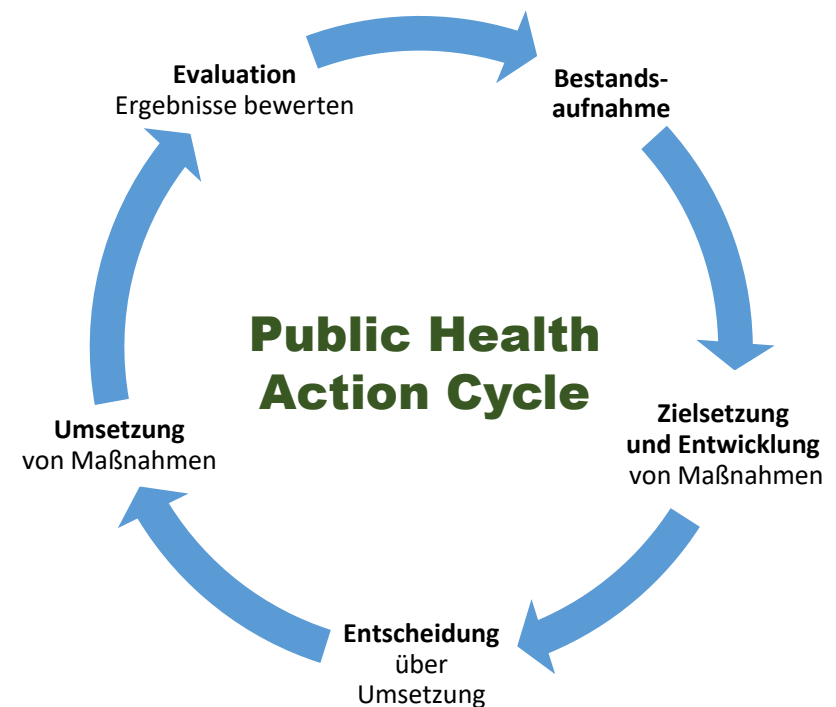 Evaluation
Ergebnisse bewerten
Bestands-
aufnahme
Public Health
Action Cycle
Zielsetzung
und Entwicklung
von Maßnahmen
Umsetzung
von Maßnahmen
Entscheidung
über
Umsetzung